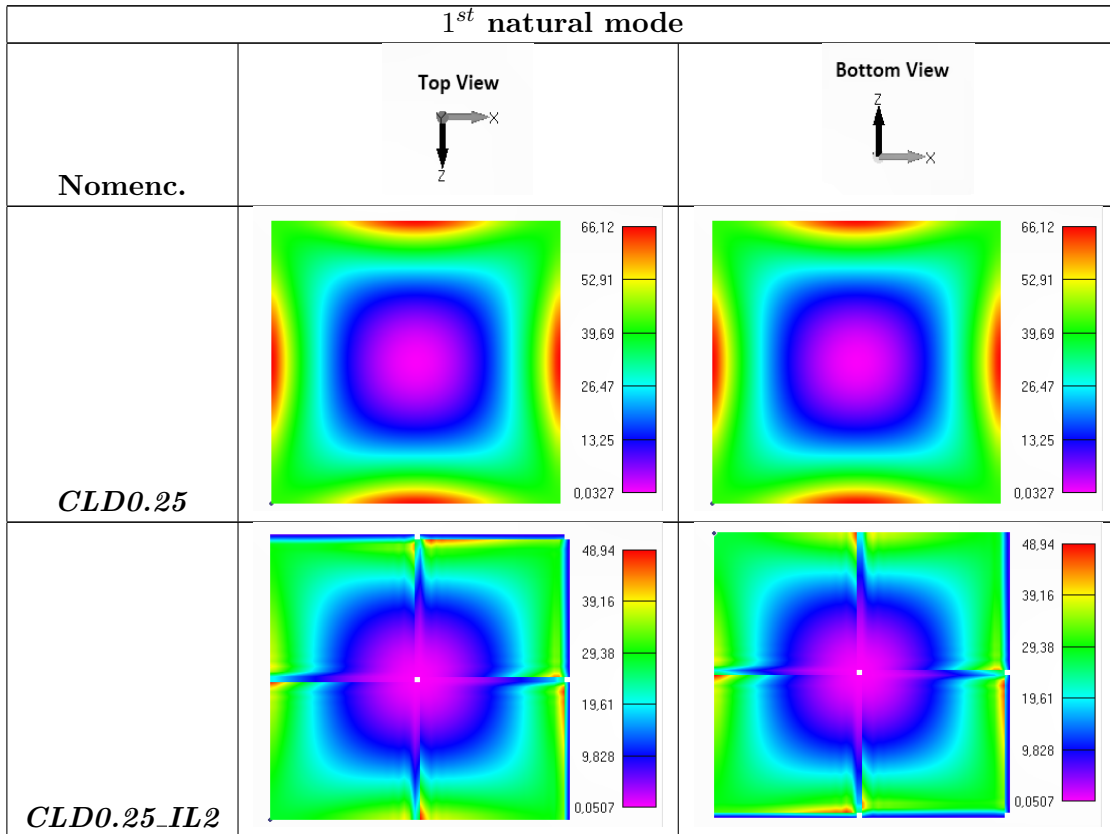 1st natural mode
Nomenc.
Top View
X
Y
Z
Bottom View
Z
X
CLD0.25
66,12
52,91
39,69
26,47
13,25
0,0327
66,12
52,91
39,69
26,47
13,25
0,0327
CLD0.25_IL2
48,94
39,16
29,38
19,61
9,828
0,0507
48,94
39,16
29,38
19,61
9,828
0,0507